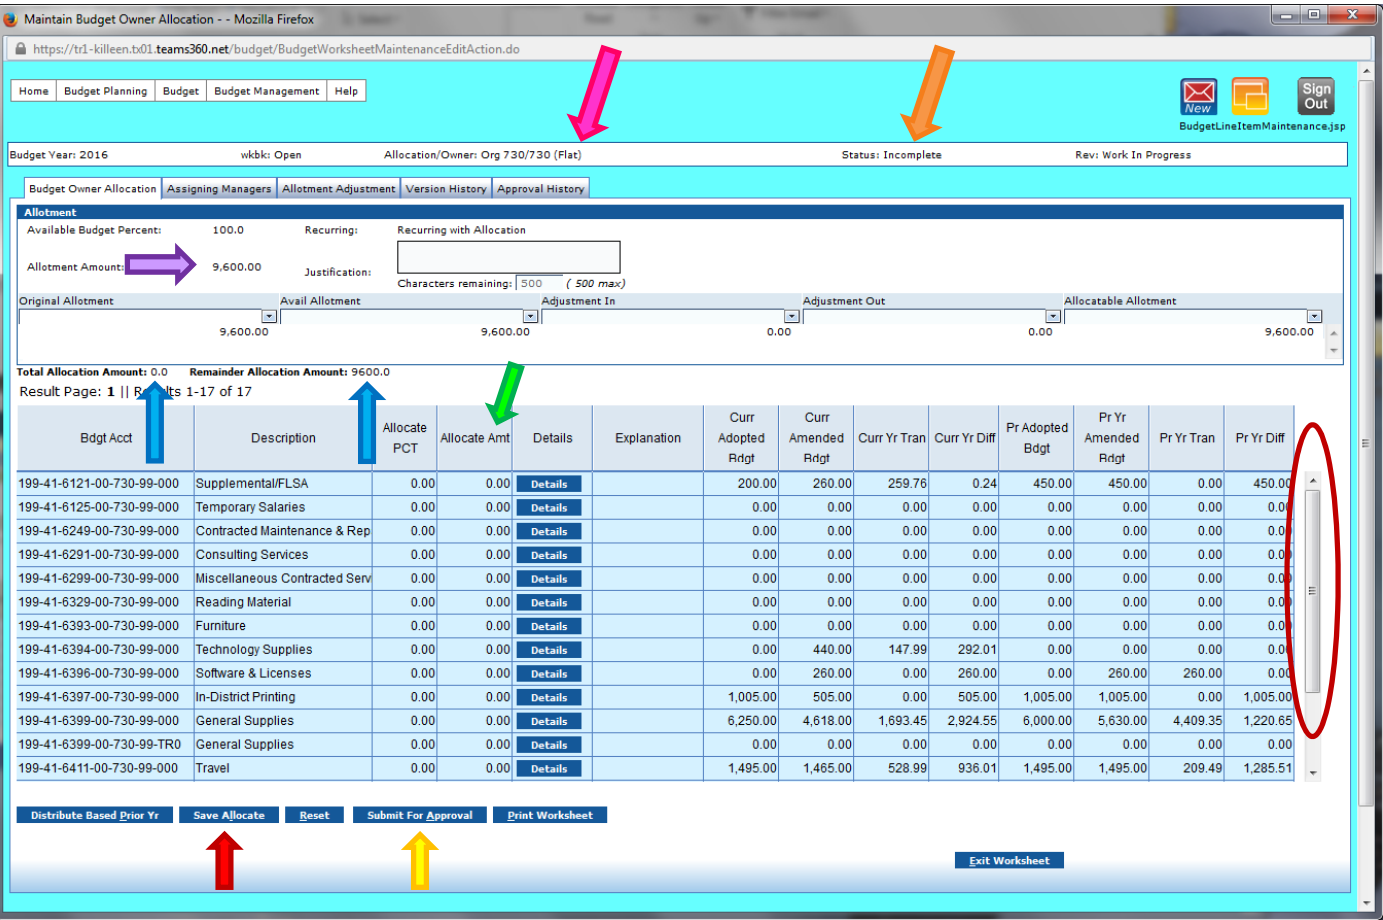 Maintain Budget Owner Allocation - - Mozilla Firefox
https://tr1-killeen.tx01.teams360.net/budget/BudgetWorksheetMaintenanceEditAction.do
Home Budget Planning Budget Budget Management Help
New
Sign Out
BudgetLineItemMaintenance.jsp
Budget Year: 2016 wkbk: Open Allocation/Owner: Org 730/730 (Flat) Status: Incomplete Rev: Work In Progress
Budget Owner Allocation Assigning Managers Allotment Adjustment Version History Approval History
Allotment
Available Budget Percent: 100.0 Recurring: Recurring with Allocation
Allotment Amount: 9,600.00 Justification:
Characters remaining: 500 ( 500 max)
Original Allotment Avail Allotment Adjustment In Adjustment Out Allocatable Allotment
9,600.00 9,600.00 0.00 0.00 9,600.00
Total Allocation Amount: 0.0 Remainder Allocation Amount: 9600.0
Result Page: 1 || Results 1-17 of 17
Bdgt Acct Description Allocate PCT Allocate Amt Details Explanation Curr Adopted Bdgt Curr Amended Bdgt Curr Yr Tran Curr Yr Diff Pr Adopted Bdgt Pr Yr Amended Bdgt Pr Yr Tran Pr Yr Diff
199-41-6121-00-730-99-000 Supplemental/FLSA 0.00 0.00 Details 200.00 260.00 259.76 0.24 450.00 450.00 0.00 450.00
199-41-6125-00-730-99-000 Temporary Salaries 0.00 0.00 Details 0.00 0.00 0.00 0.00 0.00 0.00 0.00 0.00
199-41-6249-00-730-99-000 Contracted Maintenance & Rep 0.00 0.00 Details 0.00 0.00 0.00 0.00 0.00 0.00 0.00 0.00
199-41-6291-00-730-99-000 Consulting Services 0.00 0.00 Details 0.00 0.00 0.00 0.00 0.00 0.00 0.00 0.00
199-41-6299-00-730-99-000 Miscellaneous Contracted Serv 0.00 0.00 Details 0.00 0.00 0.00 0.00 0.00 0.00 0.00 0.00
199-41-6329-00-730-99-000 Reading Material 0.00 0.00 Details 0.00 0.00 0.00 0.00 0.00 0.00 0.00 0.00
199-41-6393-00-730-99-000 Furniture 0.00 0.00 Details 0.00 0.00 0.00 0.00 0.00 0.00 0.00 0.00
199-41-6394-00-730-99-000 Technology Supplies 0.00 0.00 Details 0.00 440.00 147.99 292.01 0.00 0.00 0.00 0.00
199-41-6396-00-730-99-000 Software & Licenses 0.00 0.00 Details 0.00 260.00 0.00 260.00 0.00 260.00 260.00 0.00
199-41-6397-00-730-99-000 In-District Printing 0.00 0.00 Details 1,005.00 505.00 0.00 505.00 1,005.00 1,005.00 0.00 1,005.00
199-41-6399-00-730-99-000 General Supplies 0.00 0.00 Details 6,250.00 4,618.00 1,693.45 2,924.55 6,000.00 5,630.00 4,409.35 1,220.65
199-41-6399-00-730-99-TR0 General Supplies 0.00 0.00 Details 0.00 0.00 0.00 0.00 0.00 0.00 0.00 0.00
199-41-6411-00-730-99-000 Travel 0.00 0.00 Details 1,495.00 1,465.00 528.99 936.01 1,495.00 1,495.00 209.49 1,285.51
Distribute Based Prior Yr Save Allocate Reset Submit For Approval Print Worksheet
Exit Worksheet